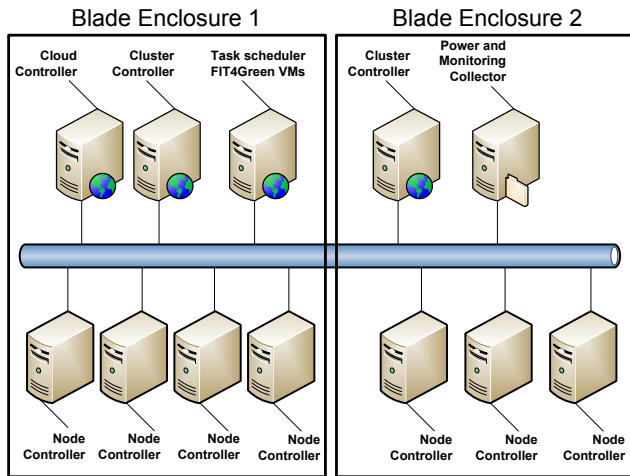 Blade Enclosure 1
Blade Enclosure 2
Cloud
Controller
Cluster
Controller
Task scheduler
FIT4Green VMs
Cluster
Controller
Power and
Monitoring
Collector
Node
Controller
Node
Controller
Node
Controller
Node
Controller
Node
Controller
Node
Controller
Node
Controller